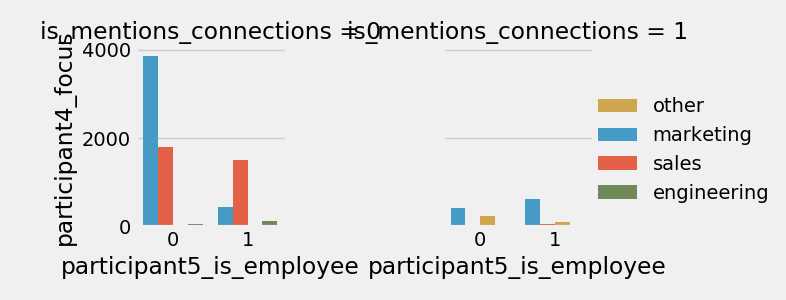 is_mentions_connections = 0
is_mentions_connections = 1
participant4_focus
4000
2000
0
0
1
0
1
participant5_is_employee
participant5_is_employee
other
marketing
sales
engineering